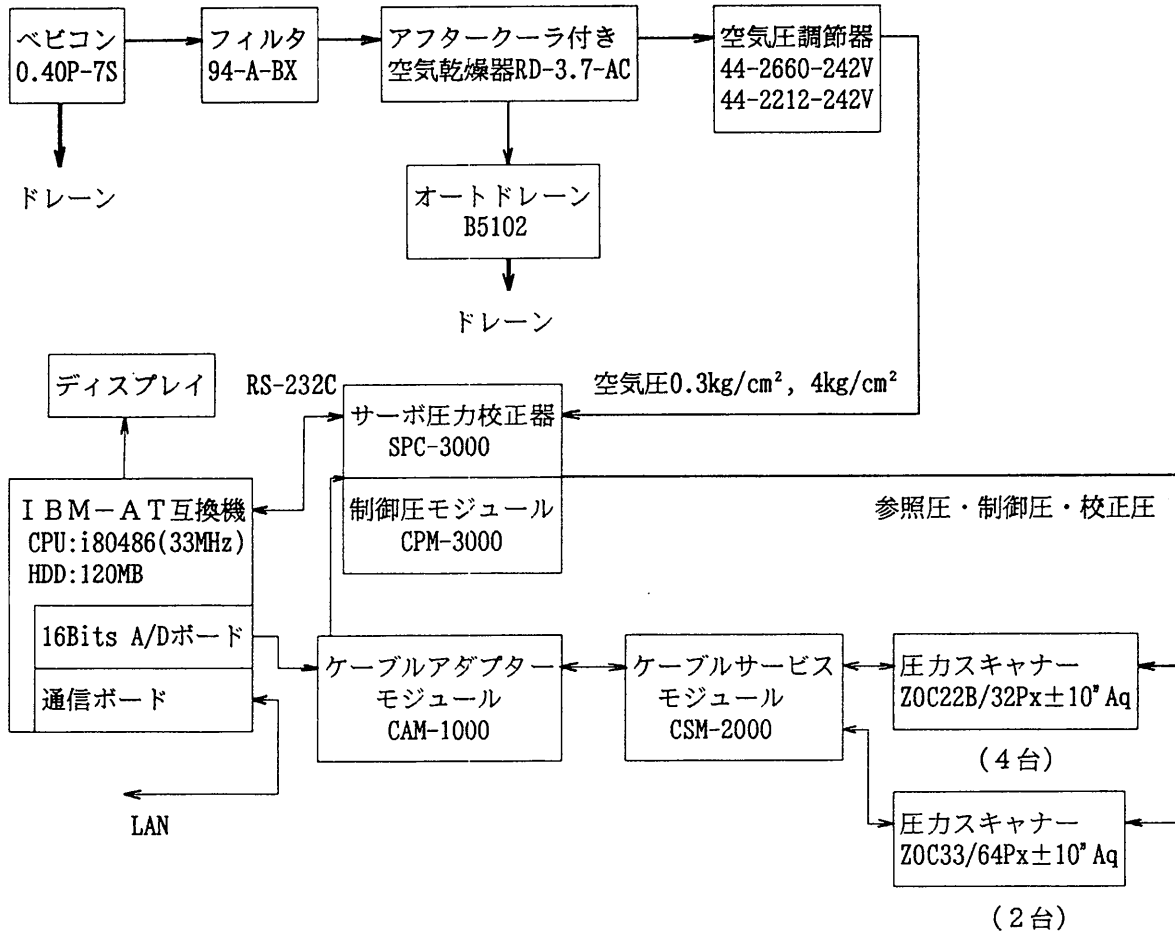 ベビコン
0.4OP-7S
フィルタ
94-A-BX
アフタークーラ付き
空気乾燥器RD-3.7-AC
空気圧調節器
44-2660-242V
44-2212-242V
ドレーン
オートドレーン
B5102
ドレーン
ディスプレイ
RS-232C
空気圧0.3kg/cm², 4kg/cm²
サーボ圧力校正器
SPC-3000
制御圧モジュール
CPM-3000
参照圧・制御圧・校正圧
IBM-AT互換機
CPU:i80486(33MHz)
HDD:120MB
16Bits A/Dボード
通信ボード
LAN
ケーブルアダプター
モジュール
CAM-1000
ケーブルサービス
モジュール
CSM-2000
圧力スキャナー
ZOC22B/32Px±10″Aq
(4台)
圧力スキャナー
ZOC33/64Px±10″Aq
(2台)